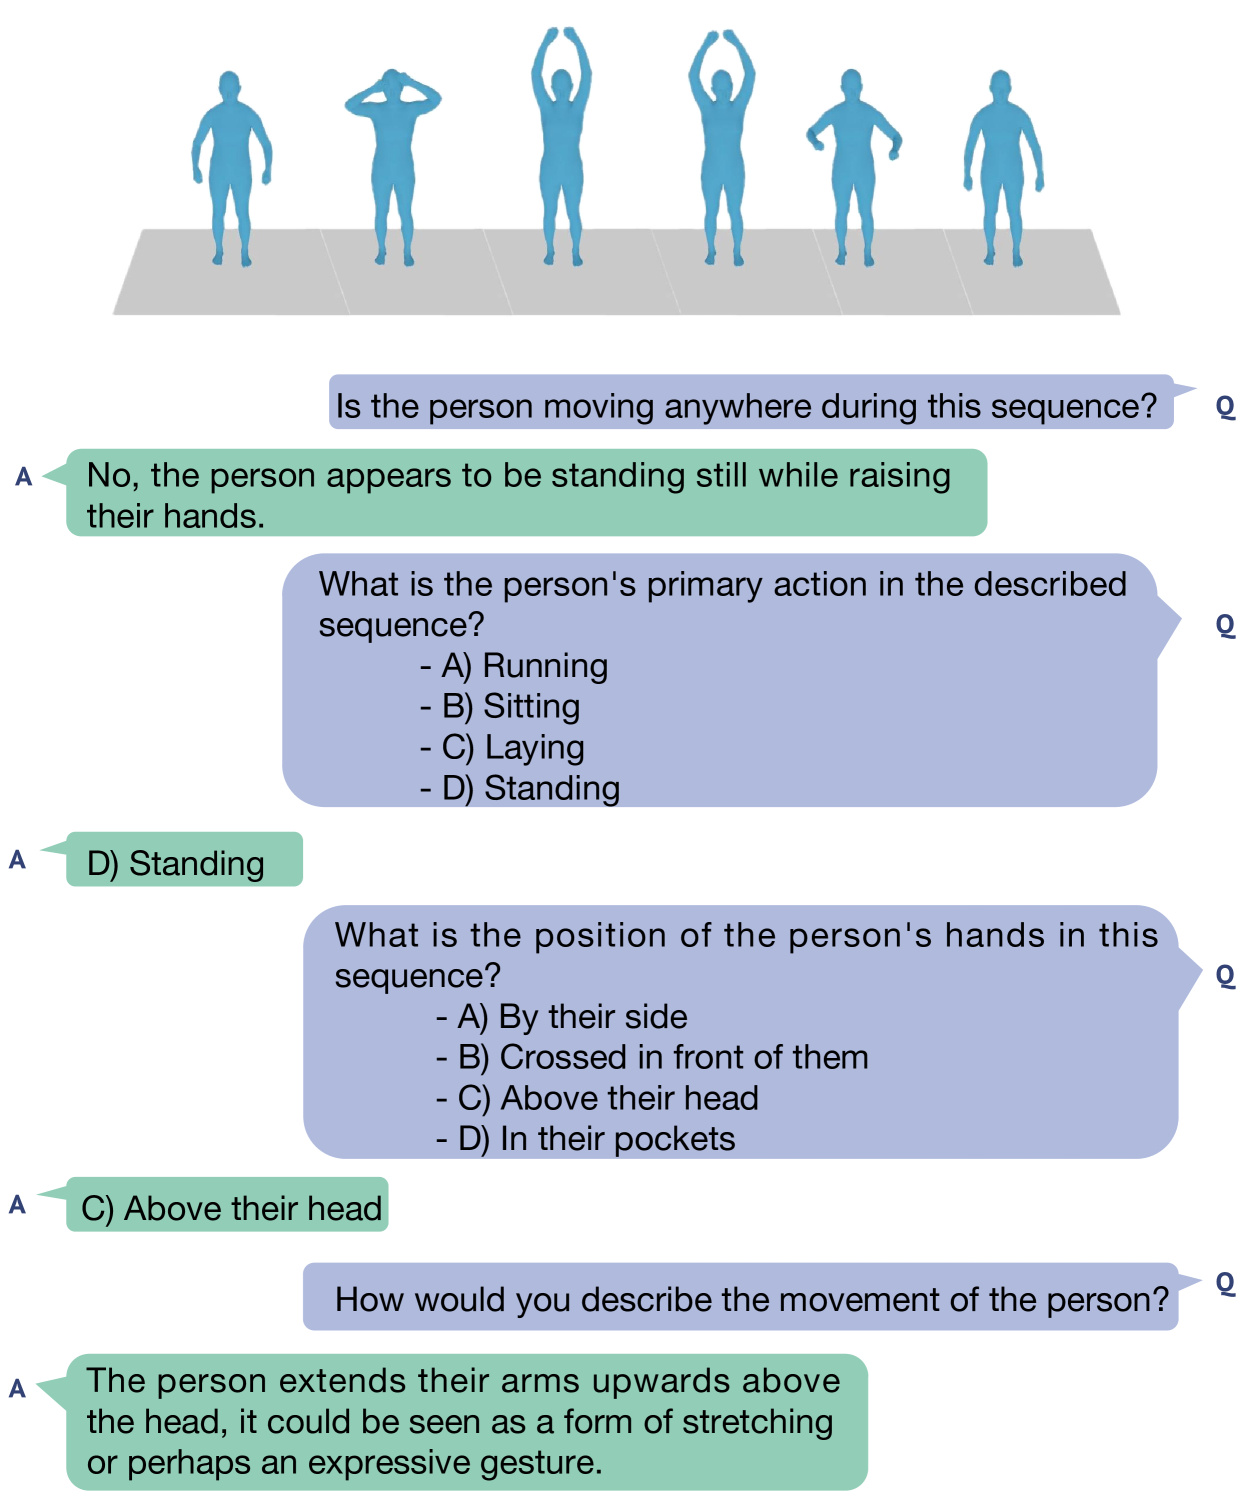 Is the person moving anywhere during this sequence?
Q
A
No, the person appears to be standing still while raising
their hands.
What is the person's primary action in the described
sequence?
Q
- A) Running
- B) Sitting
- C) Laying
- D) Standing
A
D) Standing
What is the position of the person's hands in this
sequence?
Q
- A) By their side
- B) Crossed in front of them
- C) Above their head
- D) In their pockets
A
C) Above their head
How would you describe the movement of the person?
Q
A
The person extends their arms upwards above
the head, it could be seen as a form of stretching
or perhaps an expressive gesture.